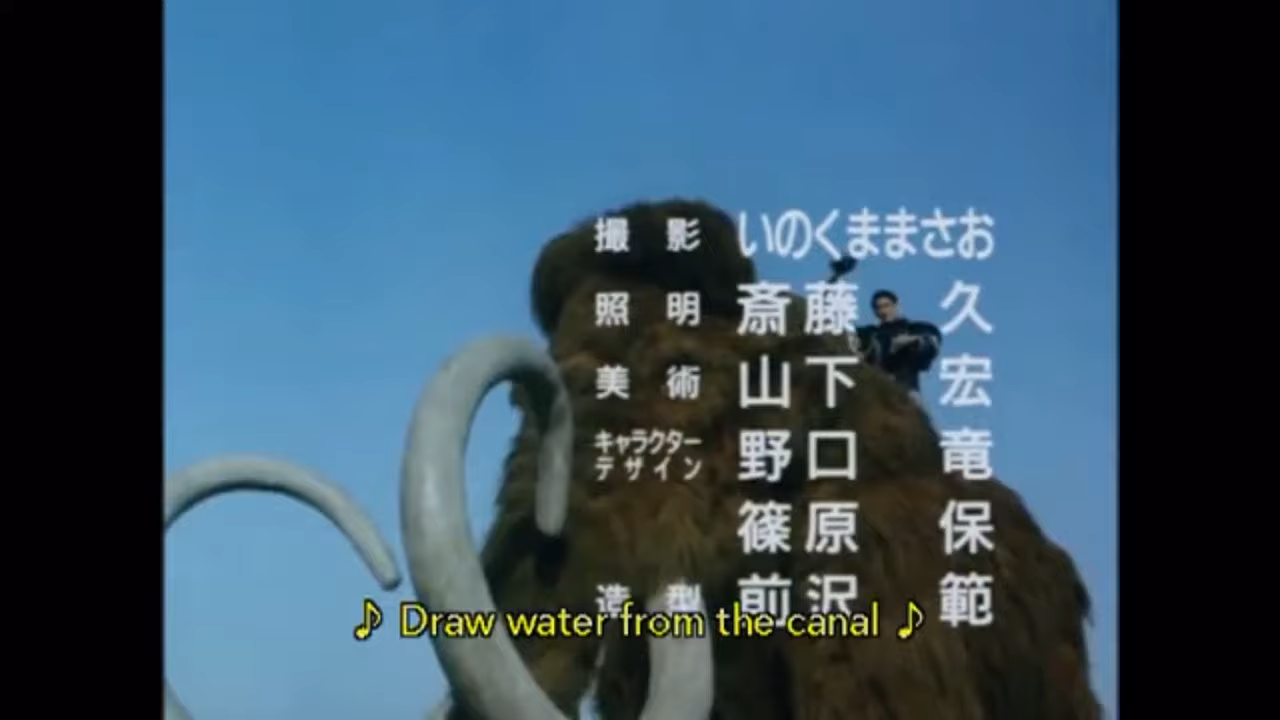 撮影 いのくままさお
照明 斎藤久
美術 山下宏
キャラクターデザイン 野口竜
篠原保
造型 前沢範
♪ Draw water from the canal ♪